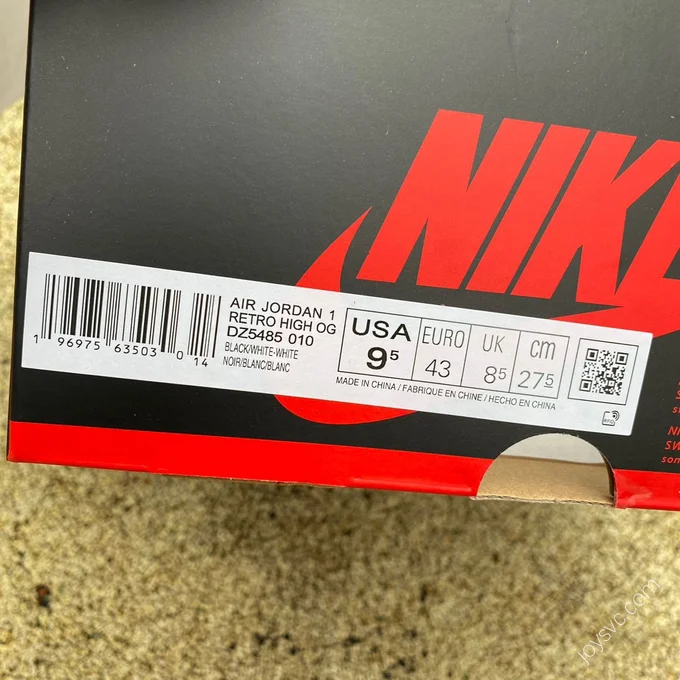 NIKE
AIR JORDAN 1
RETRO HIGH OG
DZ5485 010
BLACK/WHITE-WHITE
NOIR/BLANC/BLANC
1 96975 63503 0 14
USA
95
EURO
43
UK
85
cm
275
MADE IN CHINA / FABRIQUE EN CHINE / HECHO EN CHINA
joysvc.com